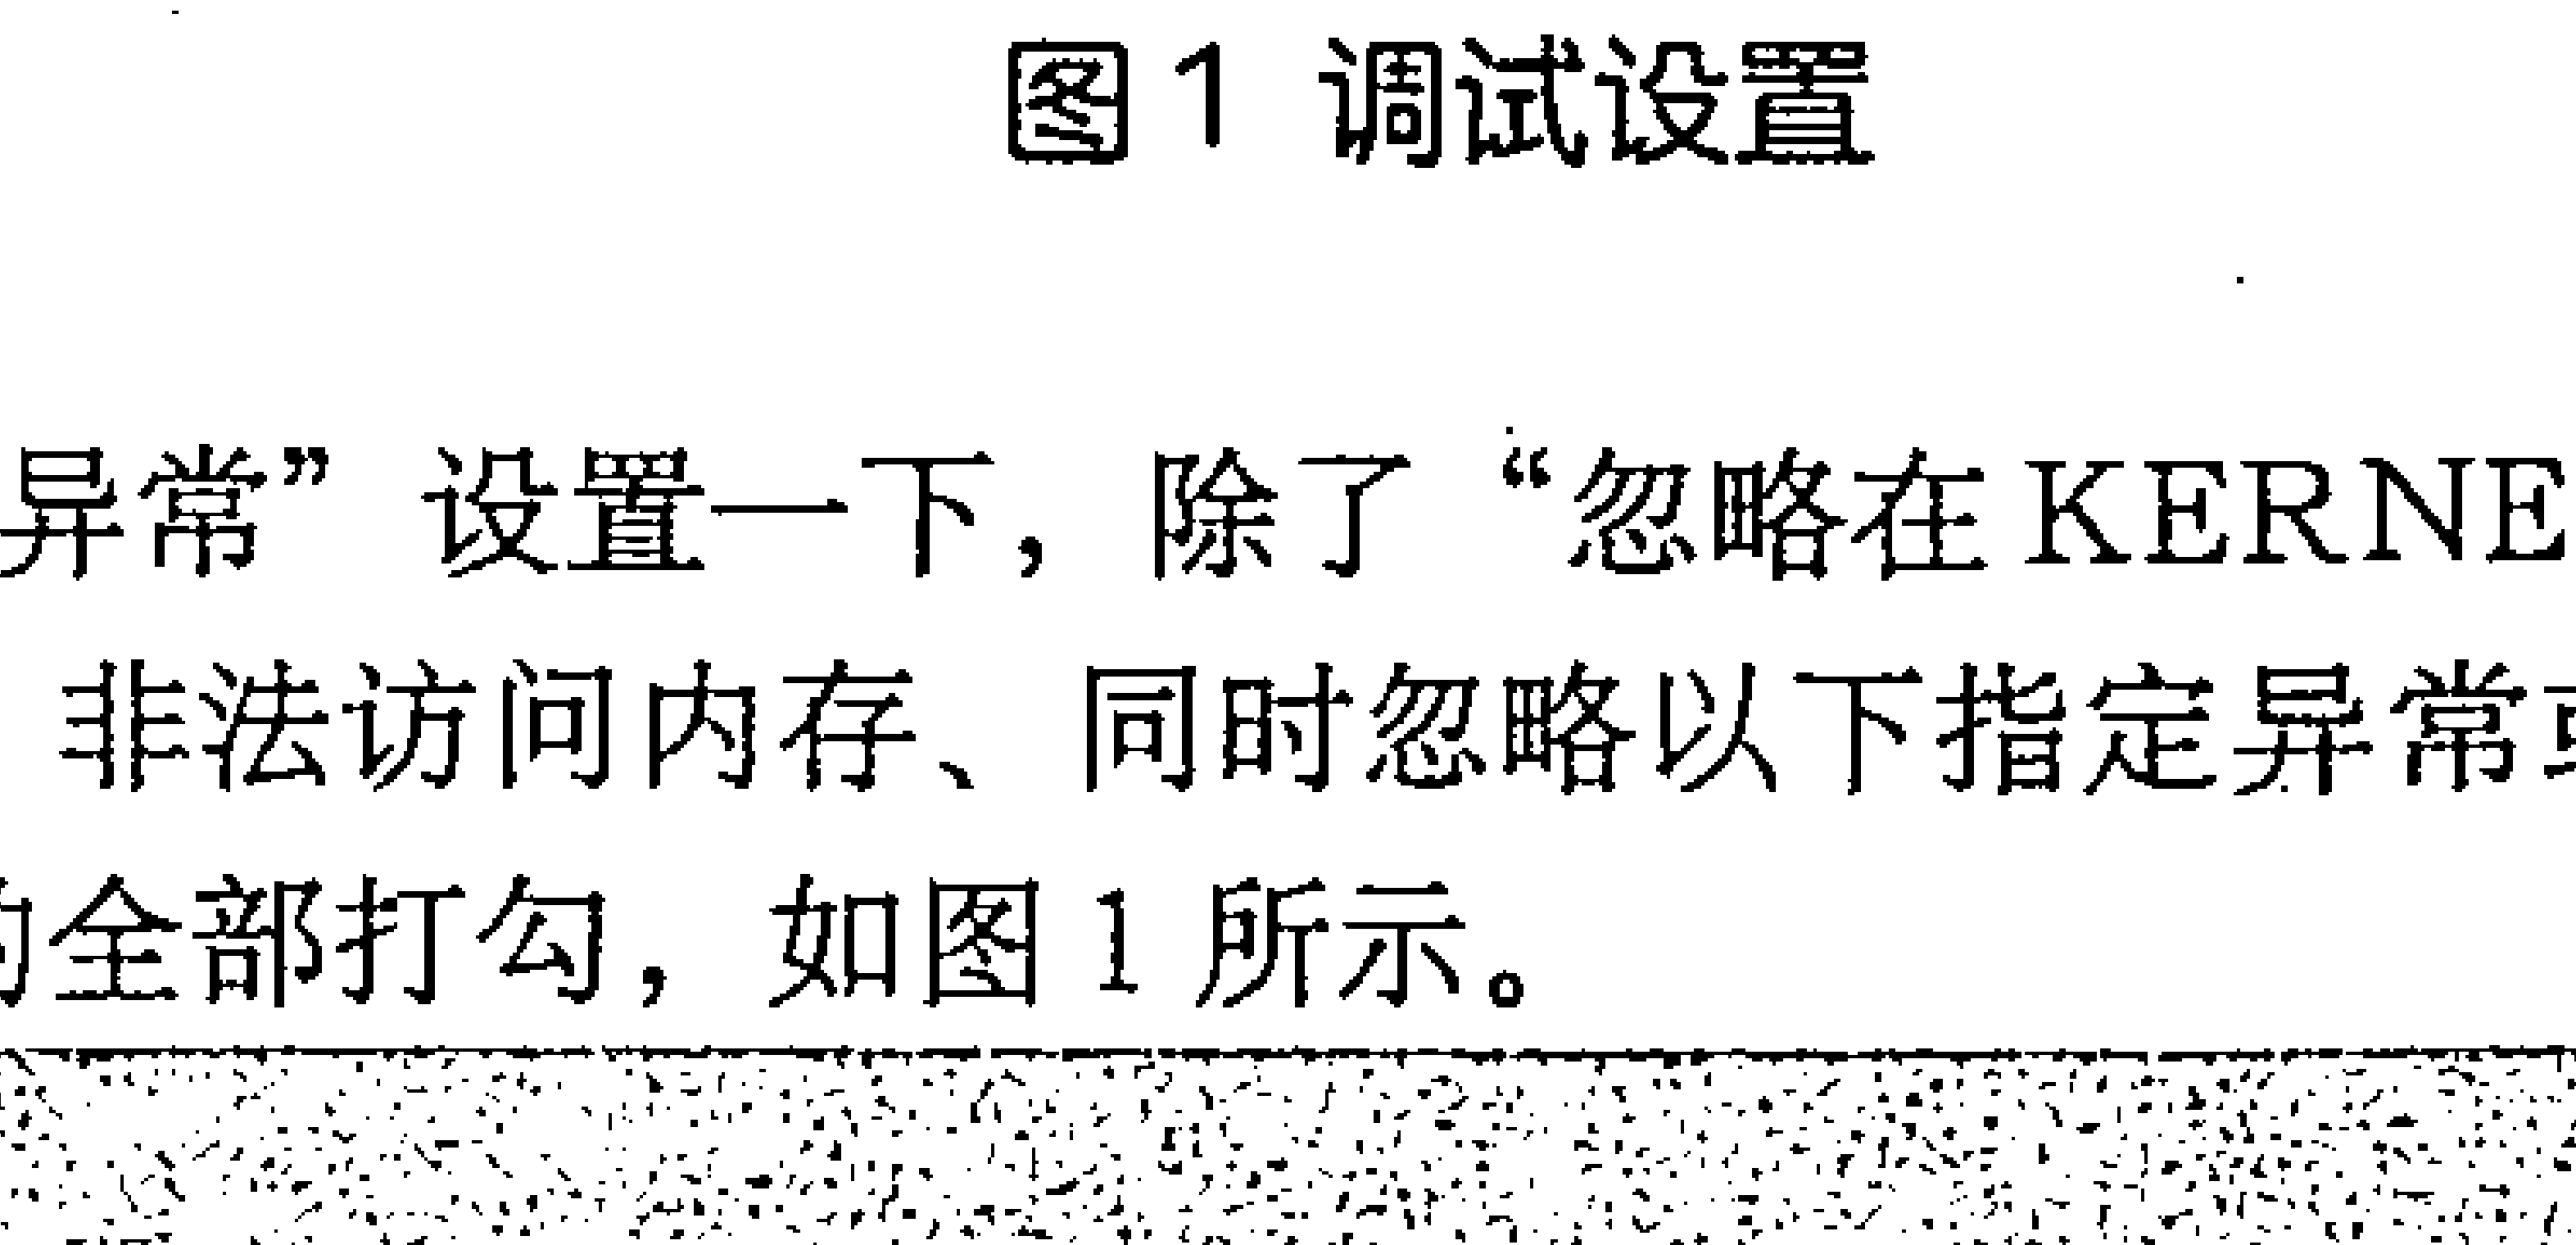 图1 调试设置
异常” 设置一下，除了“忽略在KERNE
非法访问内存、同时忽略以下指定异常
全部打勾，如图1所示。